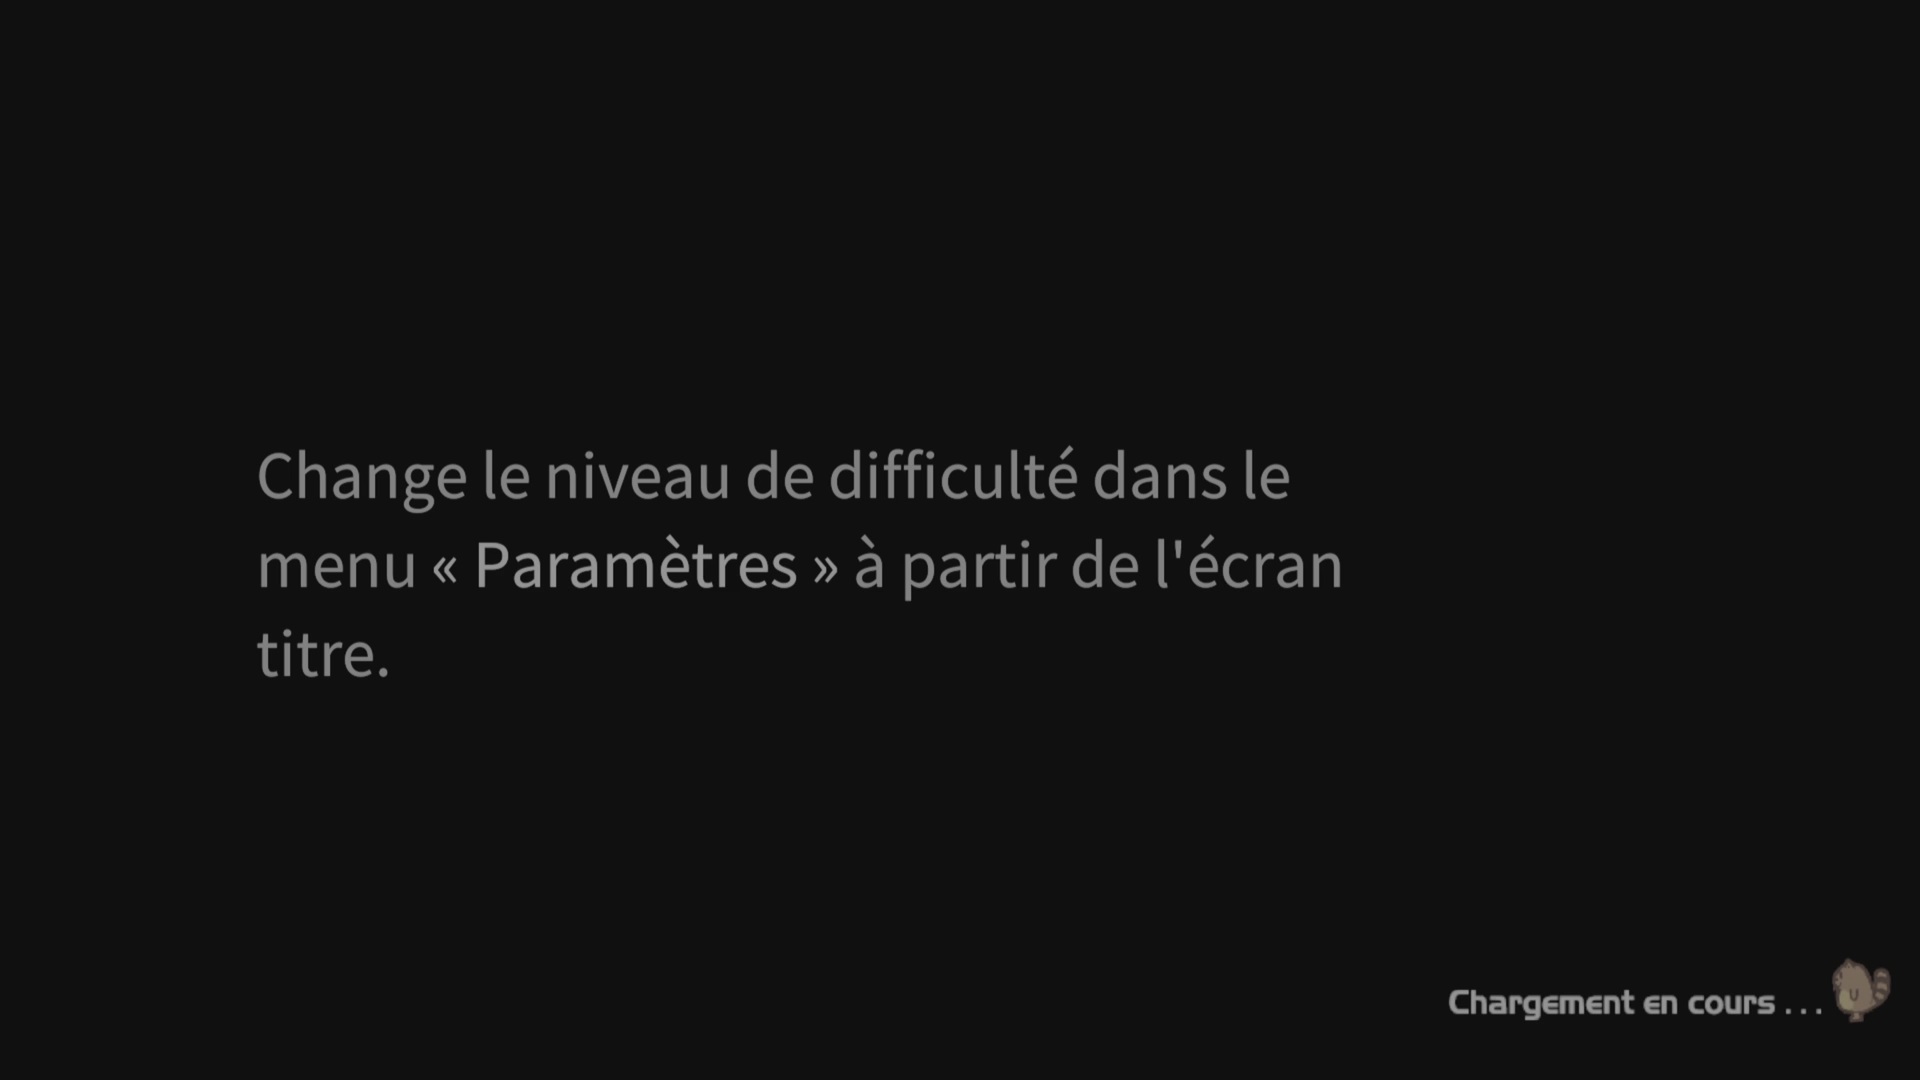 Change le niveau de difficulté dans le
menu « Paramètres » à partir de l'écran
titre.
Chargement en cours ...